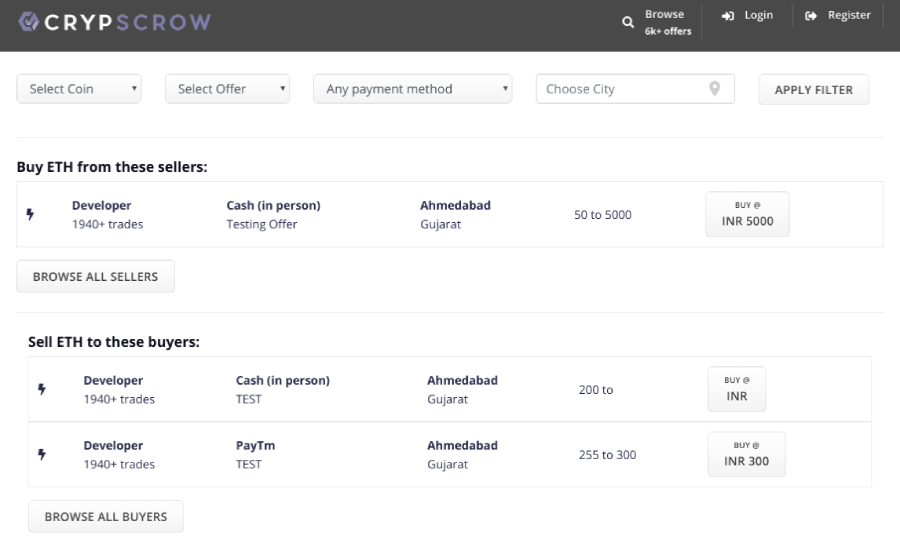 CRYPSCROW
Browse
6k+ offers
Login
Register
Select Coin
Select Offer
Any payment method
Choose City
APPLY FILTER
Buy ETH from these sellers:
Developer
1940+ trades
Cash (in person)
Testing Offer
Ahmedabad
Gujarat
50 to 5000
BUY @
INR 5000
BROWSE ALL SELLERS
Sell ETH to these buyers:
Developer
1940+ trades
Cash (in person)
TEST
Ahmedabad
Gujarat
200 to
BUY @
INR
Developer
1940+ trades
PayTm
TEST
Ahmedabad
Gujarat
255 to 300
BUY @
INR 300
BROWSE ALL BUYERS